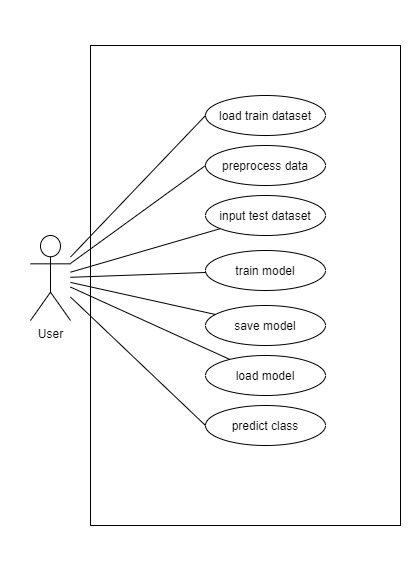 load train dataset
preprocess data
input test dataset
train model
User
save model
load model
predict class